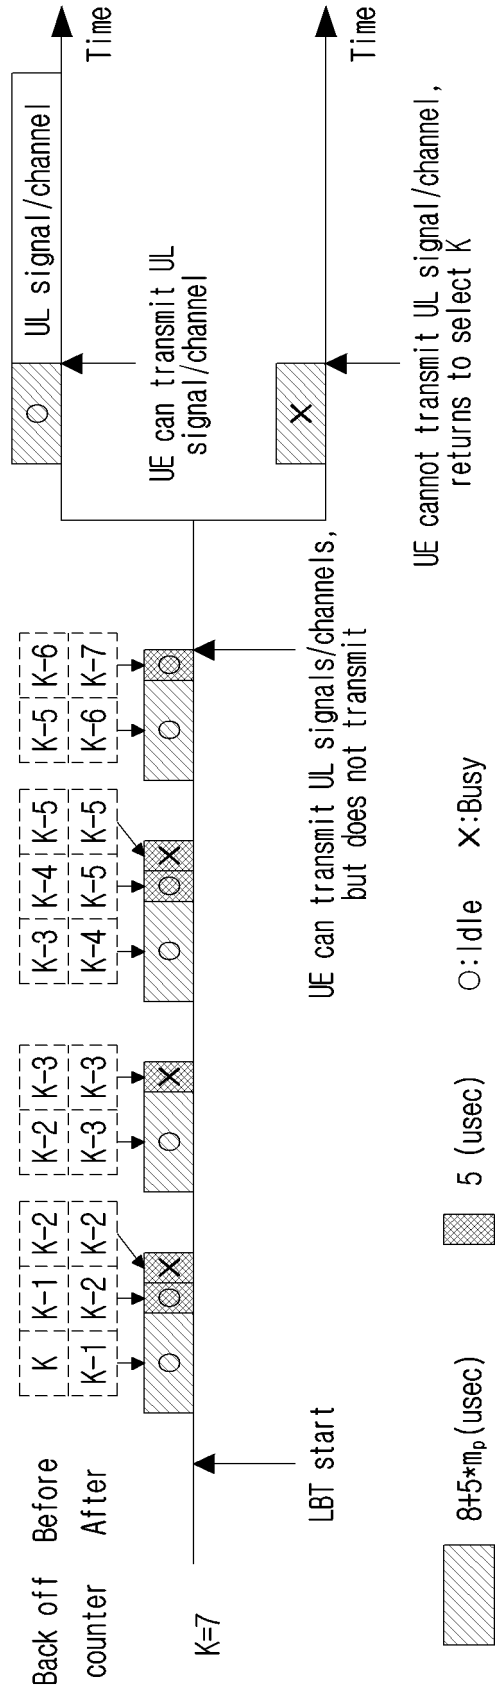 Back off Before K K-1 K-2 K-2 K-3 K-3 K-4 K-5 K-5 K-6
counter After K-1 K-2 K-2 K-3 K-3 K-4 K-5 K-5 K-6 K-7
UL signal/channel
Time
K=7
LBT start
UE can transmit UL
signal/channel
UE can transmit UL signals/channels,
but does not transmit
Time
UE cannot transmit UL signal/channel,
returns to select K
8+5*mₚ(usec)
5 (usec)
○:Idle
×:Busy